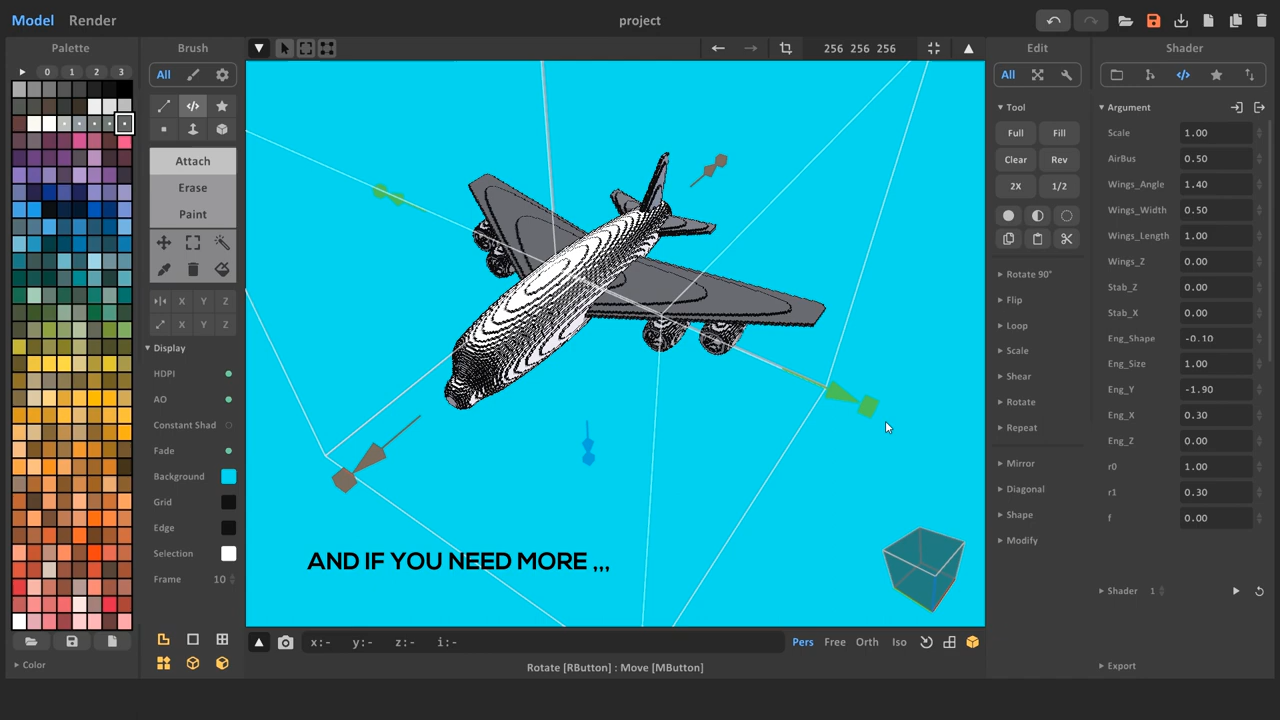 Model Render
project
Palette
Brush
256 256 256
Edit
Shader
0 1 2 3
All
All
Tool
Full Fill
Clear Rev
2X 1/2
Rotate 90°
Flip
Loop
Scale
Shear
Rotate
Repeat
Mirror
Diagonal
Shape
Modify
Attach
Erase
Paint
X Y Z
X Y Z
Display
HDPI
AO
Constant Shad
Fade
Background
Grid
Edge
Selection
Frame 10
Color
Argument
Scale 1.00
AirBus 0.50
Wings_Angle 1.40
Wings_Width 0.50
Wings_Length 1.00
Wings_Z 0.00
Stab_Z 0.00
Stab_X 0.00
Eng_Shape -0.10
Eng_Size 1.00
Eng_Y -1.90
Eng_X 0.30
Eng_Z 0.00
r0 1.00
r1 0.30
f 0.00
Shader 1
Export
AND IF YOU NEED MORE ,,,
x:- y:- z:- i:-
Pers Free Orth Iso
Rotate [RButton] : Move [MButton]